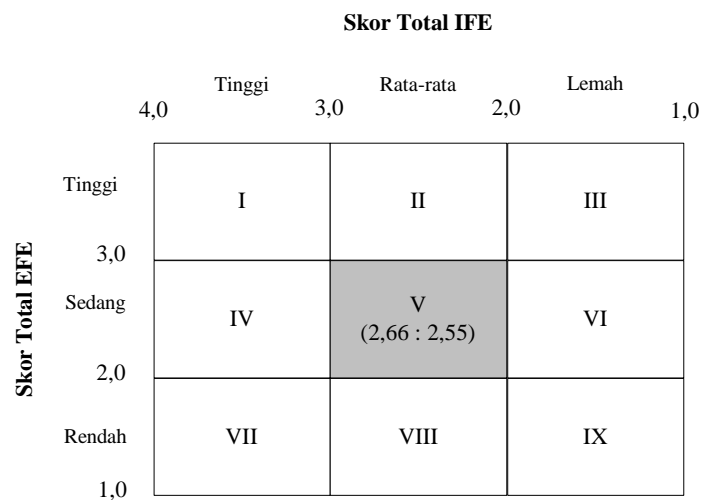 Skor Total IFE
Tinggi Rata-rata Lemah
4,0 3,0 2,0 1,0
Tinggi
I II III
3,0
Skor Total EFE
Sedang
IV V VI
(2,66 : 2,55)
2,0
Rendah VII VIII IX
1,0